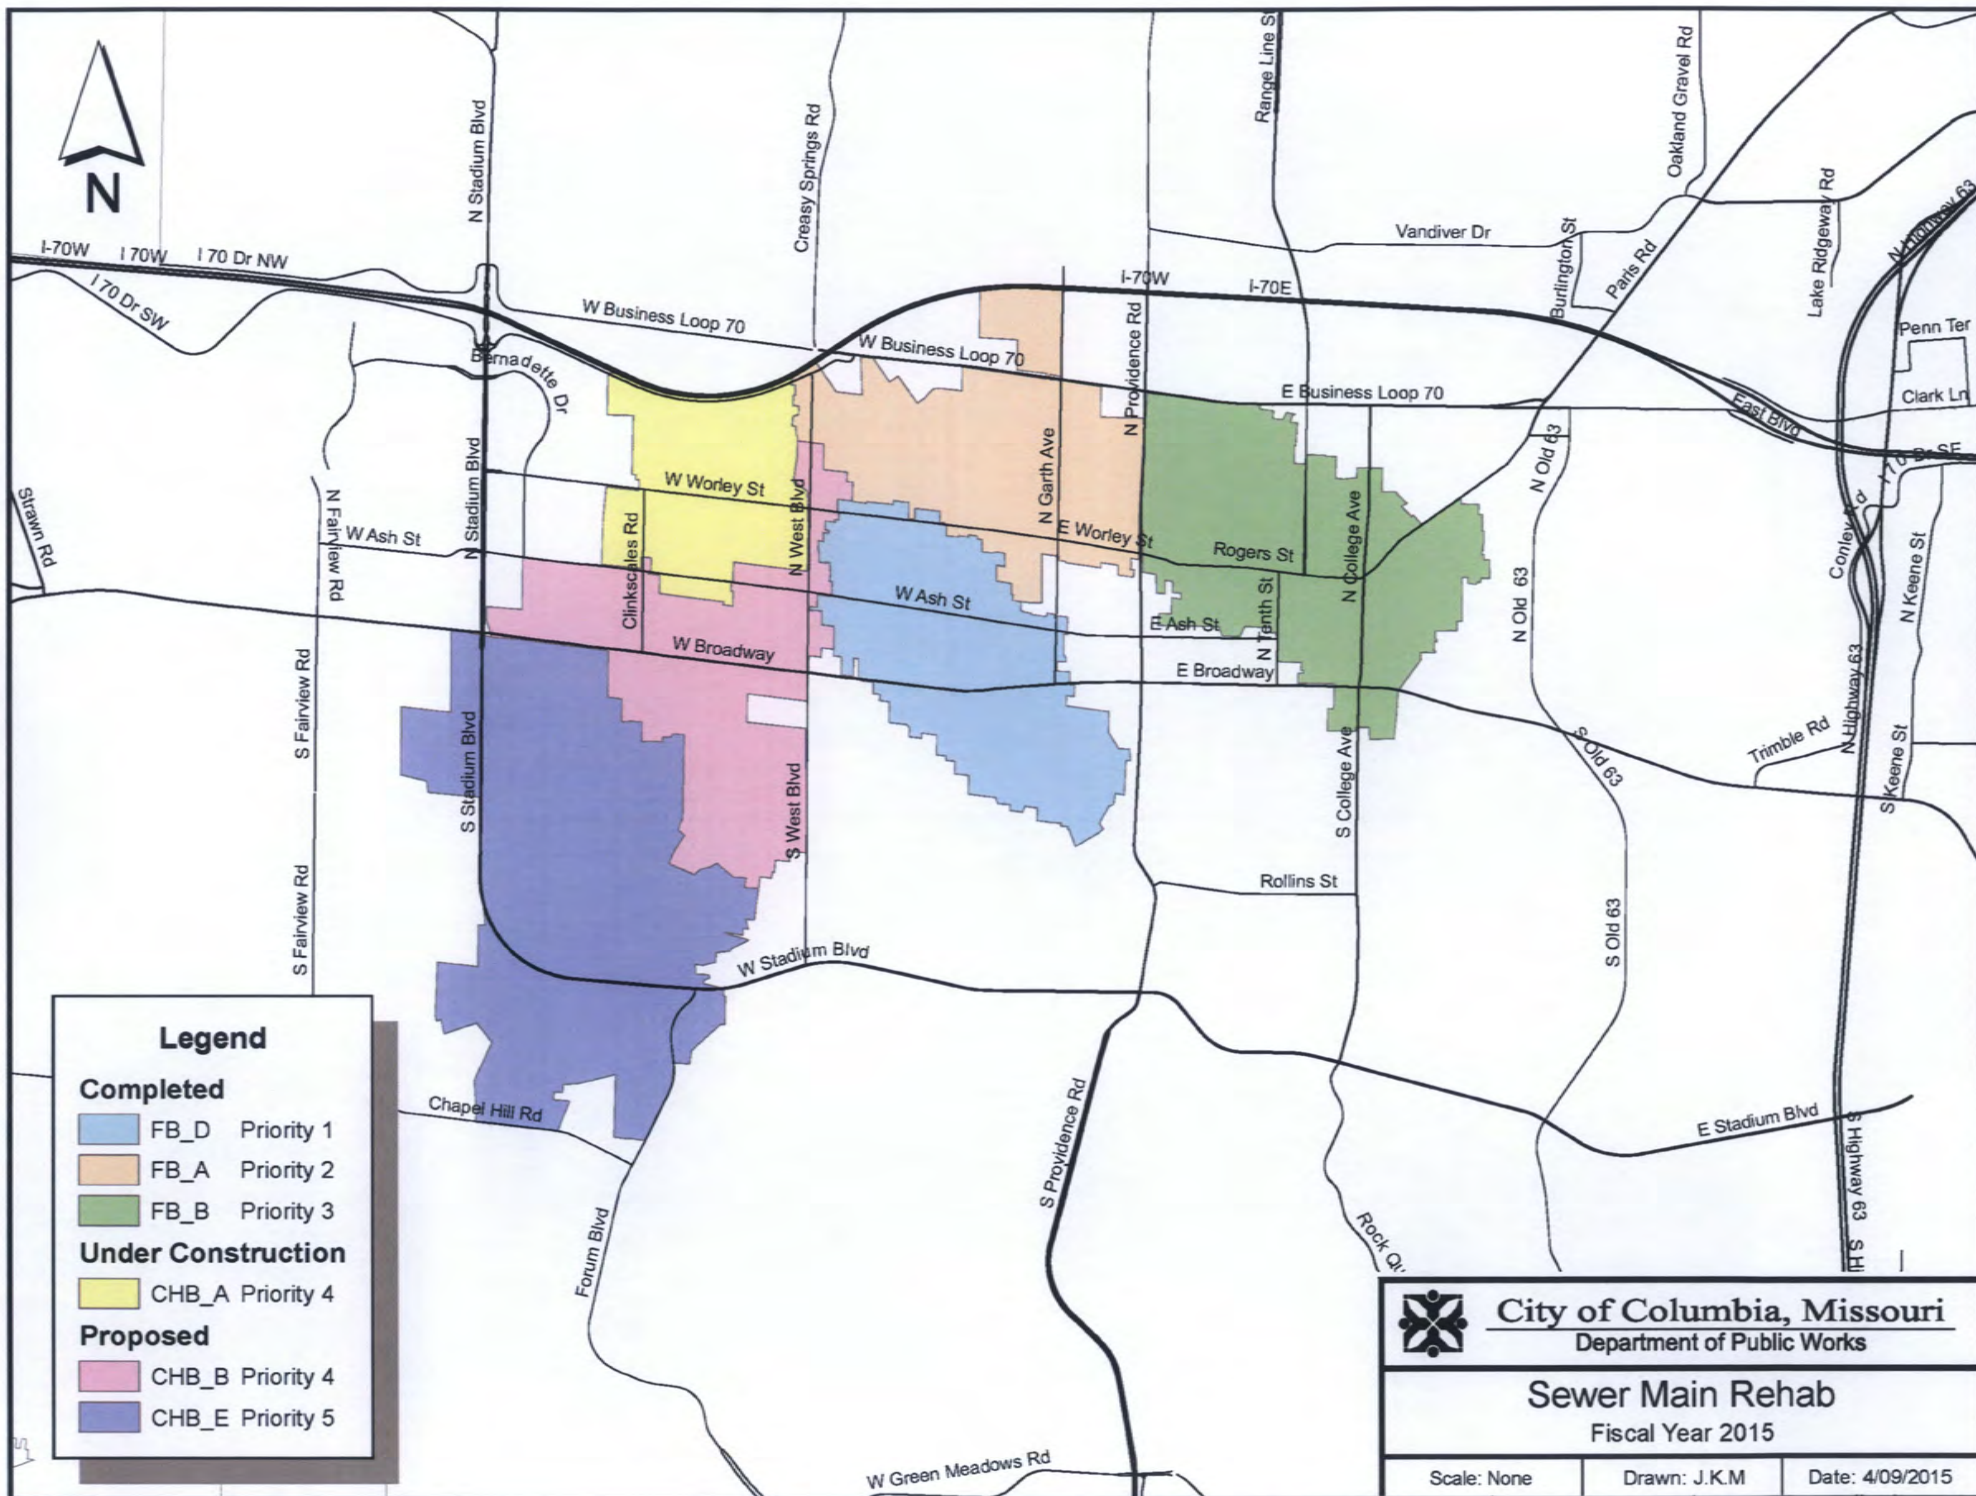 N Stadium Blvd
Creasy Springs Rd
Range Line St
Oakland Gravel Rd
N
Vandiver Dr
Burlington St
Paris Rd
Lake Ridgeway Rd
N Highway 63
I-70W
I 70W
I 70 Dr NW
I 70 Dr SW
W Business Loop 70
I-70W
I-70E
W Business Loop 70
N Providence Rd
Penn Ter
Bernadette Dr
E Business Loop 70
Clark Ln
East Blvd
I-70 Dr SE
N Stadium Blvd
W Worley St
N West Blvd
N Garth Ave
N Old 63
Strawn Rd
N Fairview Rd
W Ash St
Clinkscales Rd
E Worley St
Rogers St
N College Ave
Conley Rd
N Keene St
W Ash St
N Tenth St
E Ash St
N Old 63
W Broadway
E Broadway
S Fairview Rd
N Highway 63
S Stadium Blvd
S West Blvd
S College Ave
S Old 63
Trimble Rd
S Keene St
S Fairview Rd
Rollins St
S Old 63
W Stadium Blvd
Chapel Hill Rd
S Providence Rd
E Stadium Blvd
S Highway 63
S Hi
Forum Blvd
Rock Qu
W Green Meadows Rd
Legend
Completed
FB_D Priority 1
FB_A Priority 2
FB_B Priority 3
Under Construction
CHB_A Priority 4
Proposed
CHB_B Priority 4
CHB_E Priority 5
City of Columbia, Missouri
Department of Public Works
Sewer Main Rehab
Fiscal Year 2015
Scale: None
Drawn: J.K.M
Date: 4/09/2015